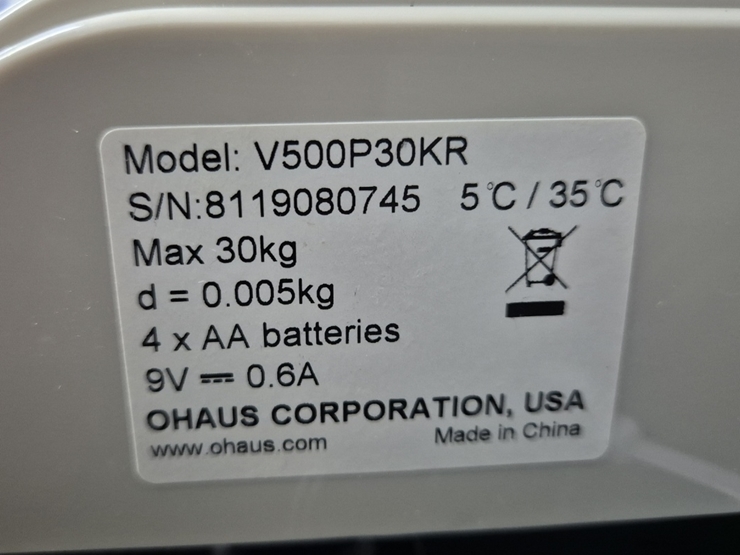 Model: V500P30KR
S/N:8119080745 5°C / 35°C
Max 30kg
d = 0.005kg
4 x AA batteries
9V ⎓ 0.6A
OHAUS CORPORATION, USA
www.ohaus.com Made in China